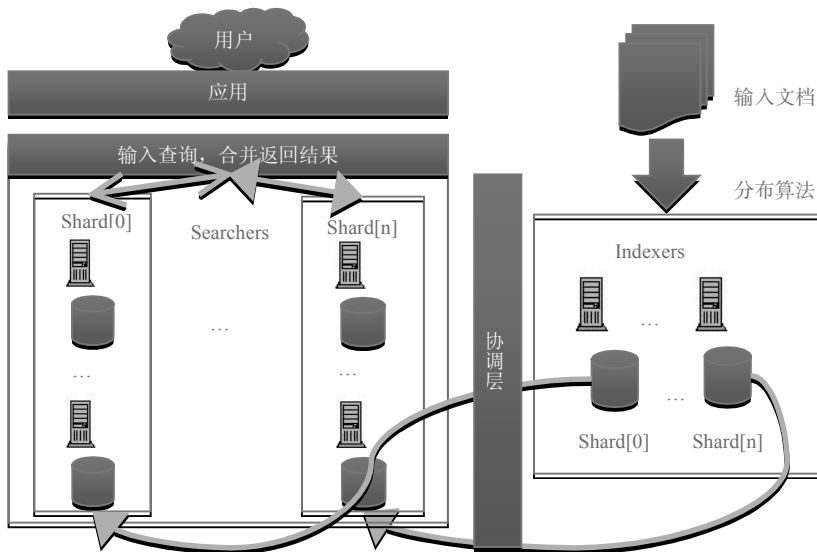 用户
应用
输入查询，合并返回结果
Shard[0]
Searchers
Shard[n]
…
…
…
协调层
输入文档
分布算法
Indexers
…
…
Shard[0]
Shard[n]